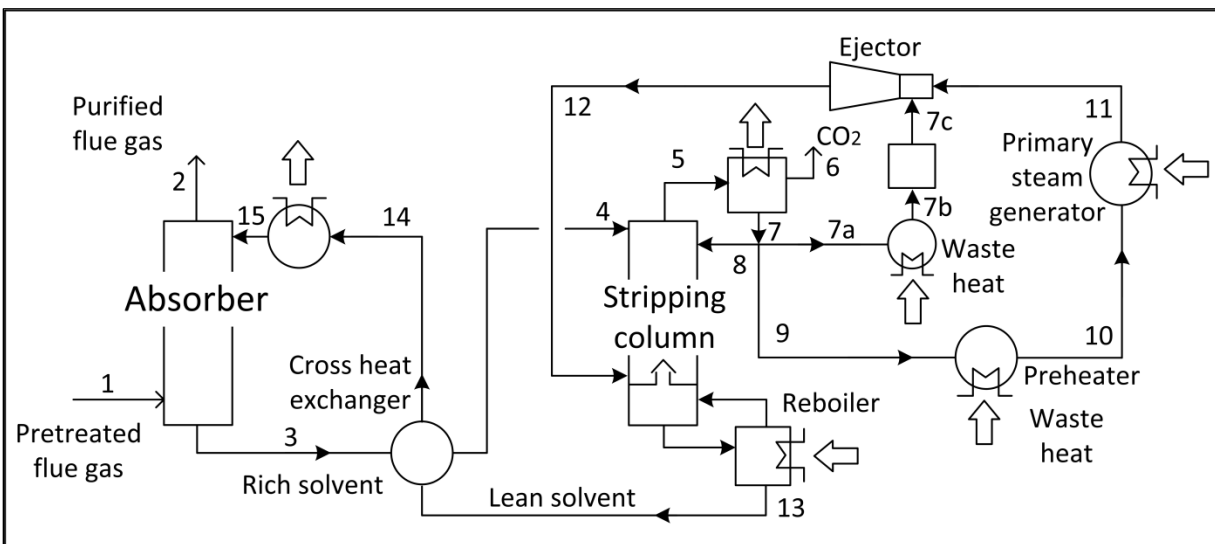 Ejector
12
11
Purified
flue gas
2
15
14
4
5
CO2
6
7
8
7a
7b
7c
Primary
steam
generator
Waste
heat
Absorber
Stripping
column
9
10
1
Pretreated
flue gas
3
Rich solvent
Cross heat
exchanger
Lean solvent
Reboiler
13
Preheater
Waste
heat